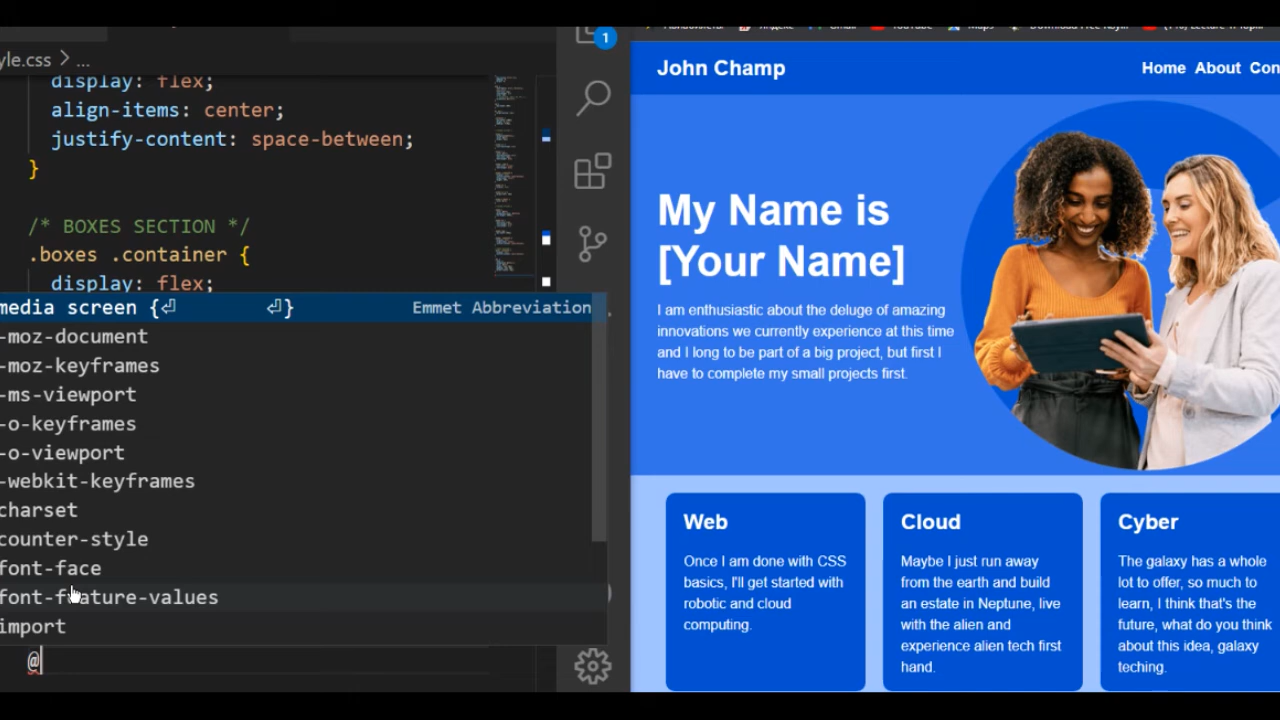 yle.css > ...
display: flex;
align-items: center;
justify-content: space-between;
}
/* BOXES SECTION */
.boxes .container {
display: flex;
media screen {⏎ ⏎} Emmet Abbreviation
-moz-document
-moz-keyframes
-ms-viewport
-o-keyframes
-o-viewport
-webkit-keyframes
charset
counter-style
font-face
font-feature-values
import
@
1
John Champ
Home About Con
My Name is
[Your Name]
I am enthusiastic about the deluge of amazing
innovations we currently experience at this time
and I long to be part of a big project, but first I
have to complete my small projects first.
Web
Once I am done with CSS
basics, I'll get started with
robotic and cloud
computing.
Cloud
Maybe I just run away
from the earth and build
an estate in Neptune, live
with the alien and
experience alien tech first
hand.
Cyber
The galaxy has a whole
lot to offer, so much to
learn, I think that's the
future, what do you think
about this idea, galaxy
teching.